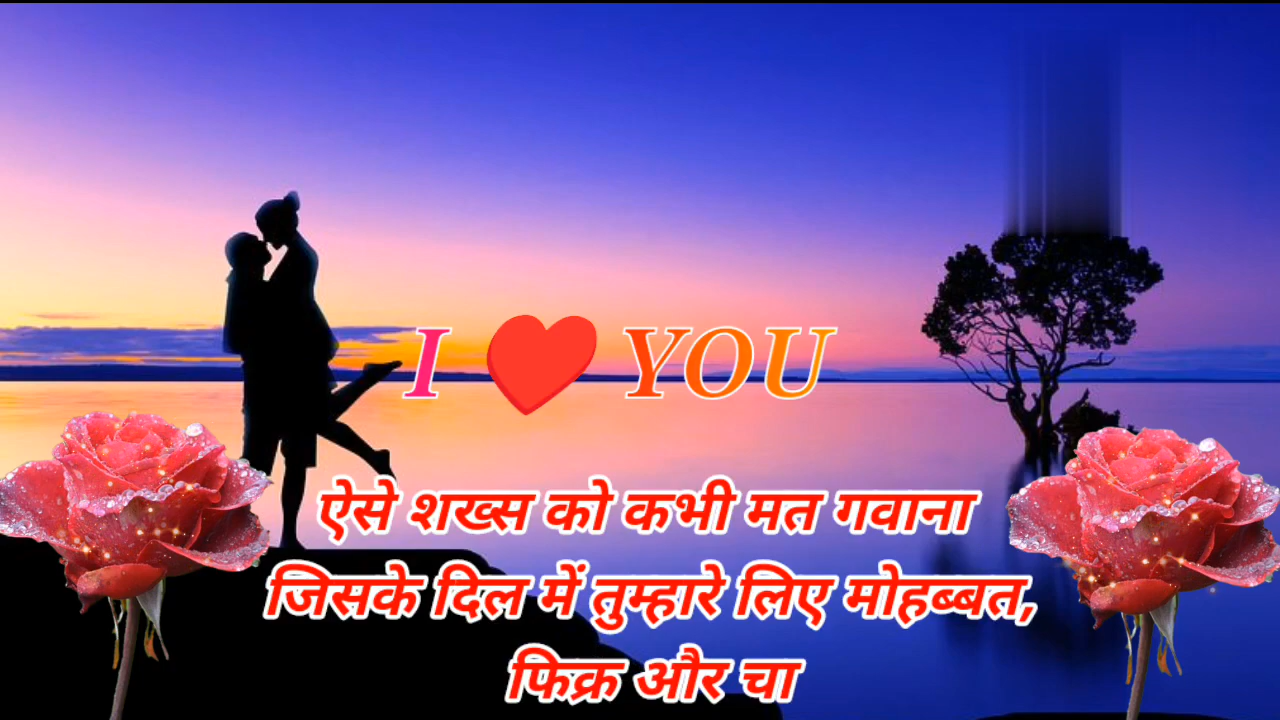 I ❤️ YOU
ऐसे शख्स को कभी मत गवाना
जिसके दिल में तुम्हारे लिए मोहब्बत,
फिक्र और चा